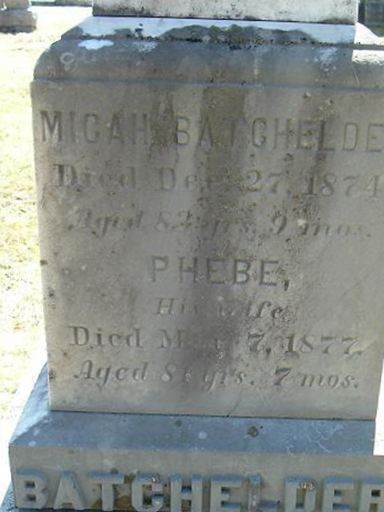 MICAH BATCHELDE
Died Dec. 27, 1874
Aged yrs. 9 mos.
PHEBE,
His wife
Died 7, 1877.
Aged yrs. 7 mos.
BATCHELDER